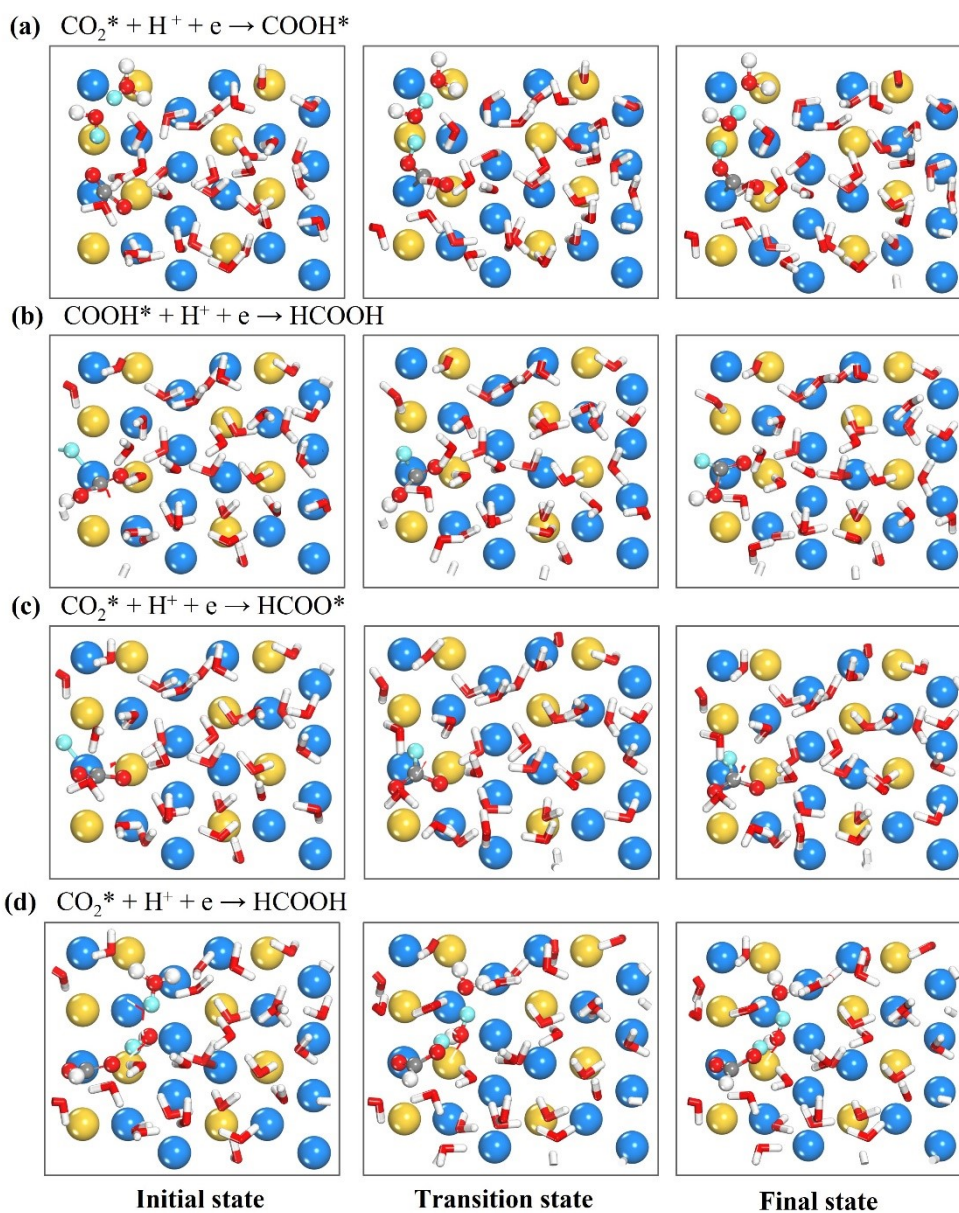 (a) CO₂* + H⁺ + e → COOH*
(b) COOH* + H⁺ + e → HCOOH
(c) CO₂* + H⁺ + e → HCOO*
(d) CO₂* + H⁺ + e → HCOOH
Initial state Transition state Final state